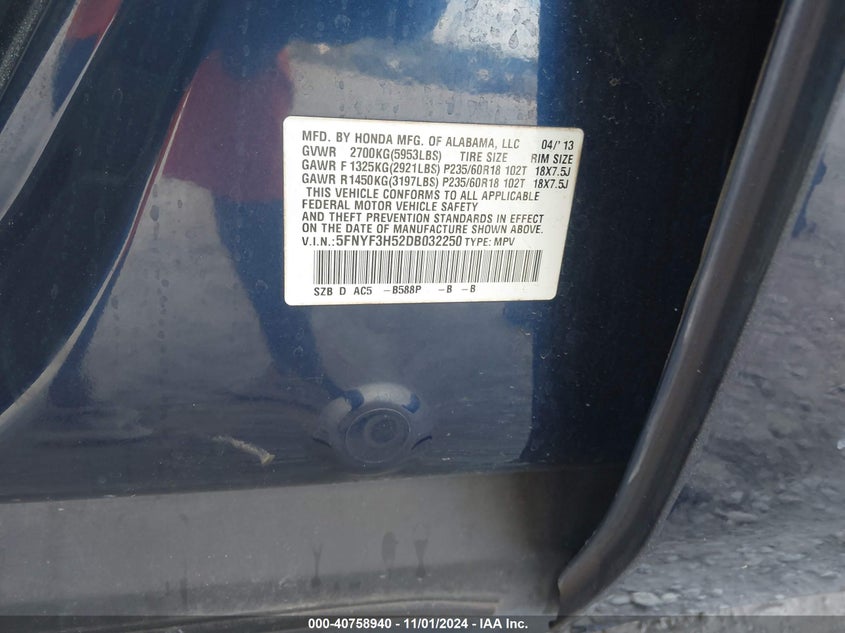 MFD. BY HONDA MFG. OF ALABAMA, LLC 04/'13
GVWR 2700KG(5953LBS) TIRE SIZE RIM SIZE
GAWR F 1325KG(2921LBS) P235/60R18 102T 18X7.5J
GAWR R1450KG(3197LBS) P235/60R18 102T 18X7.5J
THIS VEHICLE CONFORMS TO ALL APPLICABLE
FEDERAL MOTOR VEHICLE SAFETY
AND THEFT PREVENTION STANDARDS IN EFFECT
ON THE DATE OF MANUFACTURE SHOWN ABOVE.
V.I.N.:5FNYF3H52DB032250 TYPE: MPV
SZB D AC5 -B588P -B -B
000-40758940 - 11/01/2024 - IAA Inc.